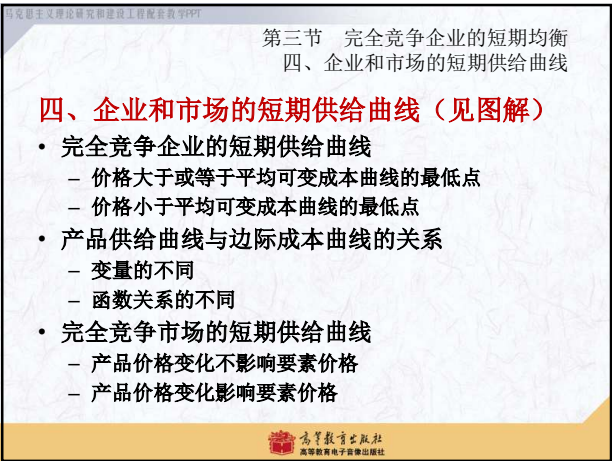 马克思主义理论研究和建设工程配套教学PPT
第三节 完全竞争企业的短期均衡
四、企业和市场的短期供给曲线
四、企业和市场的短期供给曲线（见图解）
• 完全竞争企业的短期供给曲线
– 价格大于或等于平均可变成本曲线的最低点
– 价格小于平均可变成本曲线的最低点
• 产品供给曲线与边际成本曲线的关系
– 变量的不同
– 函数关系的不同
• 完全竞争市场的短期供给曲线
– 产品价格变化不影响要素价格
– 产品价格变化影响要素价格
高等教育出版社
高等教育电子音像出版社